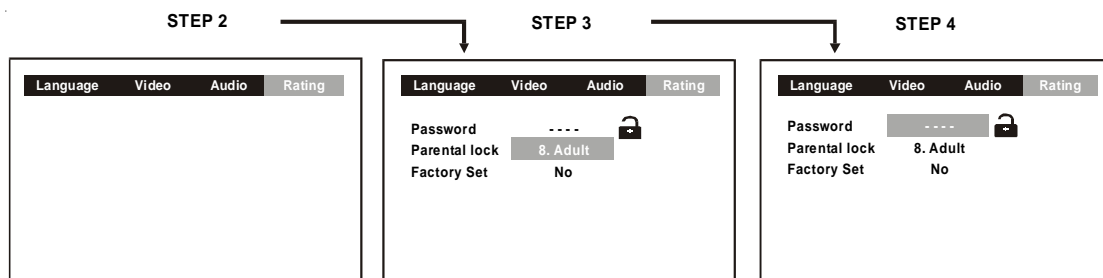 STEP 2 STEP 3 STEP 4
Language Video Audio Rating
Language Video Audio Rating
Password - - - -
Parental lock 8. Adult
Factory Set No
Language Video Audio Rating
Password - - - -
Parental lock 8. Adult
Factory Set No